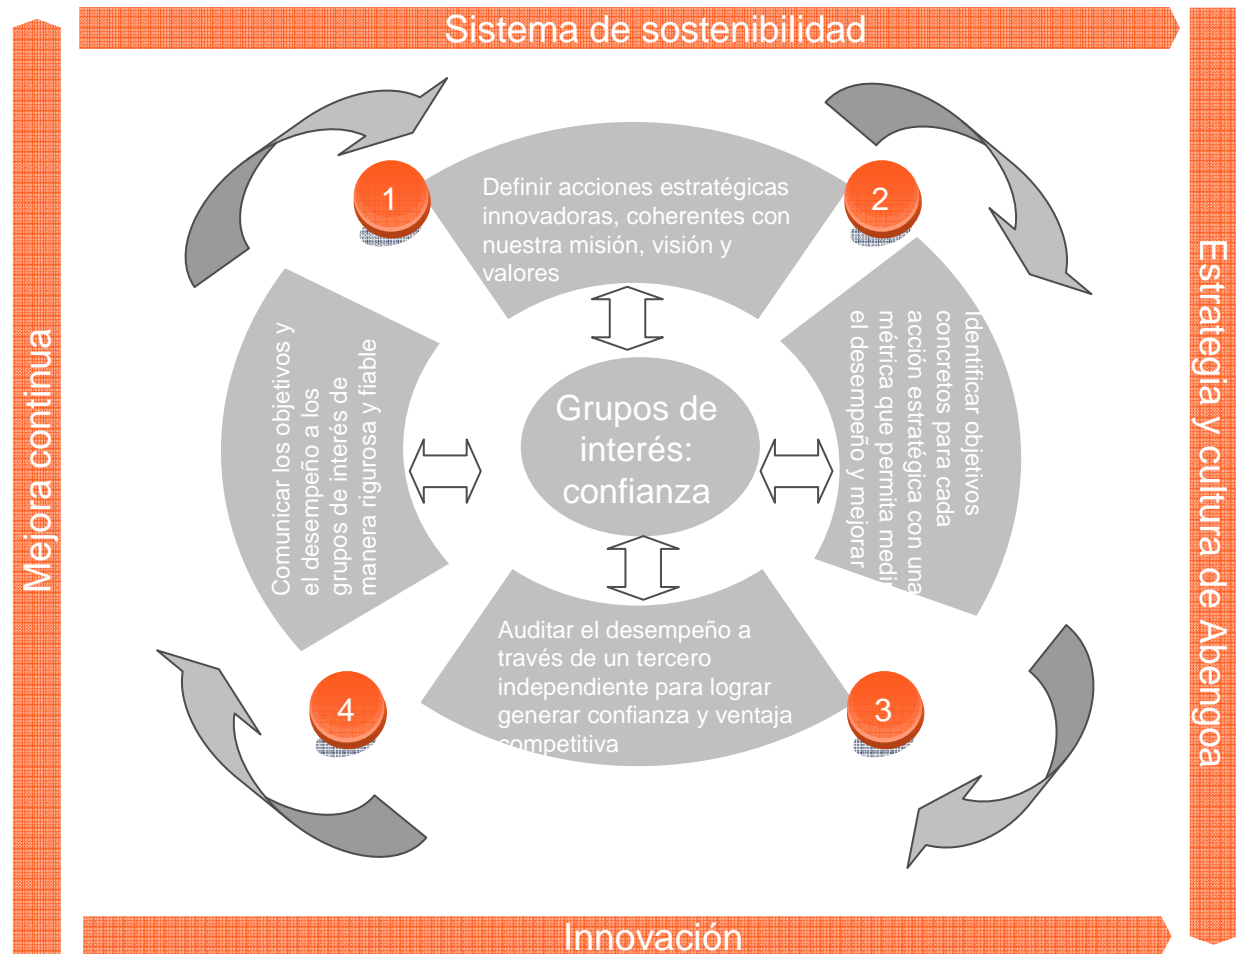 Sistema de sostenibilidad
1
Definir acciones estratégicas
innovadoras, coherentes con
nuestra misión, visión y
valores
2
Identificar objetivos
concretos para cada
acción estratégica con una
métrica que permita medir
el desempeño y mejorar
Grupos de
interés:
confianza
3
Auditar el desempeño a
través de un tercero
independiente para lograr
generar confianza y ventaja
competitiva
4
Comunicar los objetivos y
el desempeño a los
grupos de interés de
manera rigurosa y fiable
Mejora continua
Estrategia y cultura de Abengoa
Innovación